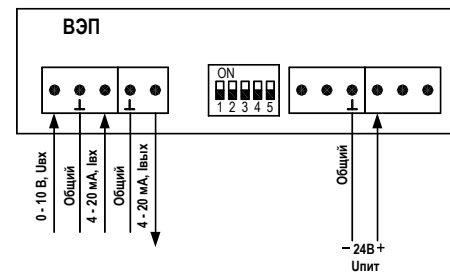 ВЭП
ON
1 2 3 4 5
0 - 10 В, Uвх
Общий
4 - 20 мА, Iвх
Общий
4 - 20 мА, Iвых
Общий
– 24В +
Uпит